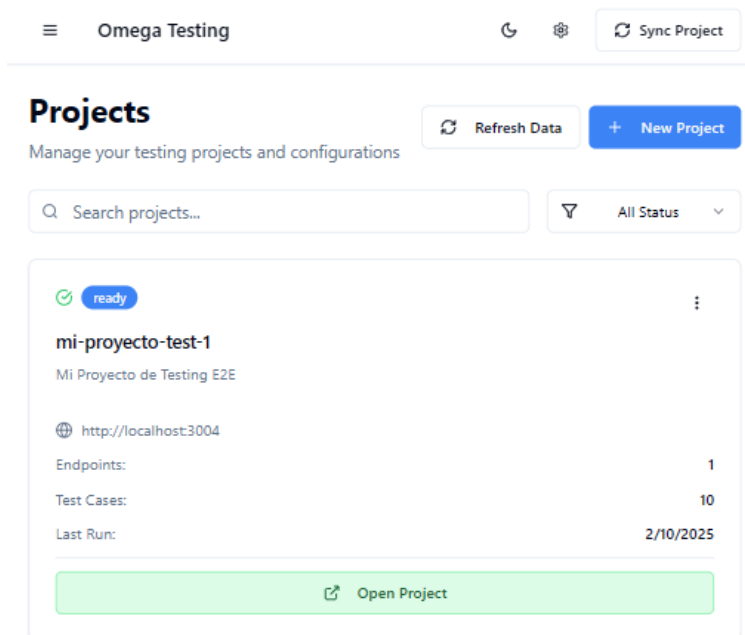 Omega Testing
Sync Project
Projects
Refresh Data
New Project
Manage your testing projects and configurations
Search projects...
All Status
ready
mi-proyecto-test-1
Mi Proyecto de Testing E2E
http://localhost:3004
Endpoints: 1
Test Cases: 10
Last Run: 2/10/2025
Open Project